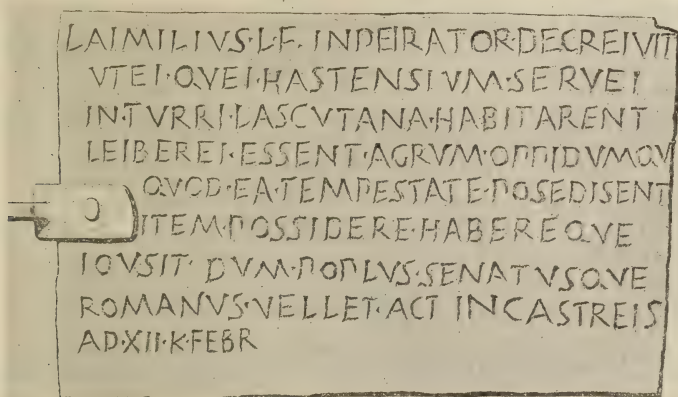 L·AIMILIVS·L·F·INPEIRATOR·DECREIVIT
VTEI·QVEI·HASTENSIVM·SERVEI
IN·TVRRI·LASCVTANA·HABITARENT
LEIBEREI·ESSENT·AGRVM·OPPIDVMQV
QVOD·EA·TEMPESTATE·POSEDISENT
ITEM·POSSIDERE·HABEREQVE
IOVSIT·DVM·POPLVS·SENATVSQVE
ROMANVS·VELLET·ACT·IN·CASTREIS
A·D·XII·K·FEBR